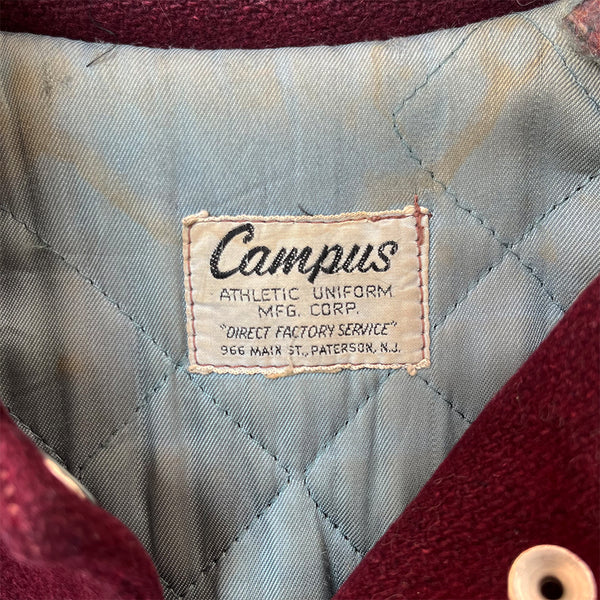 Campus
ATHLETIC UNIFORM
MFG. CORP.
"DIRECT FACTORY SERVICE"
966 MAIN ST., PATERSON, N.J.